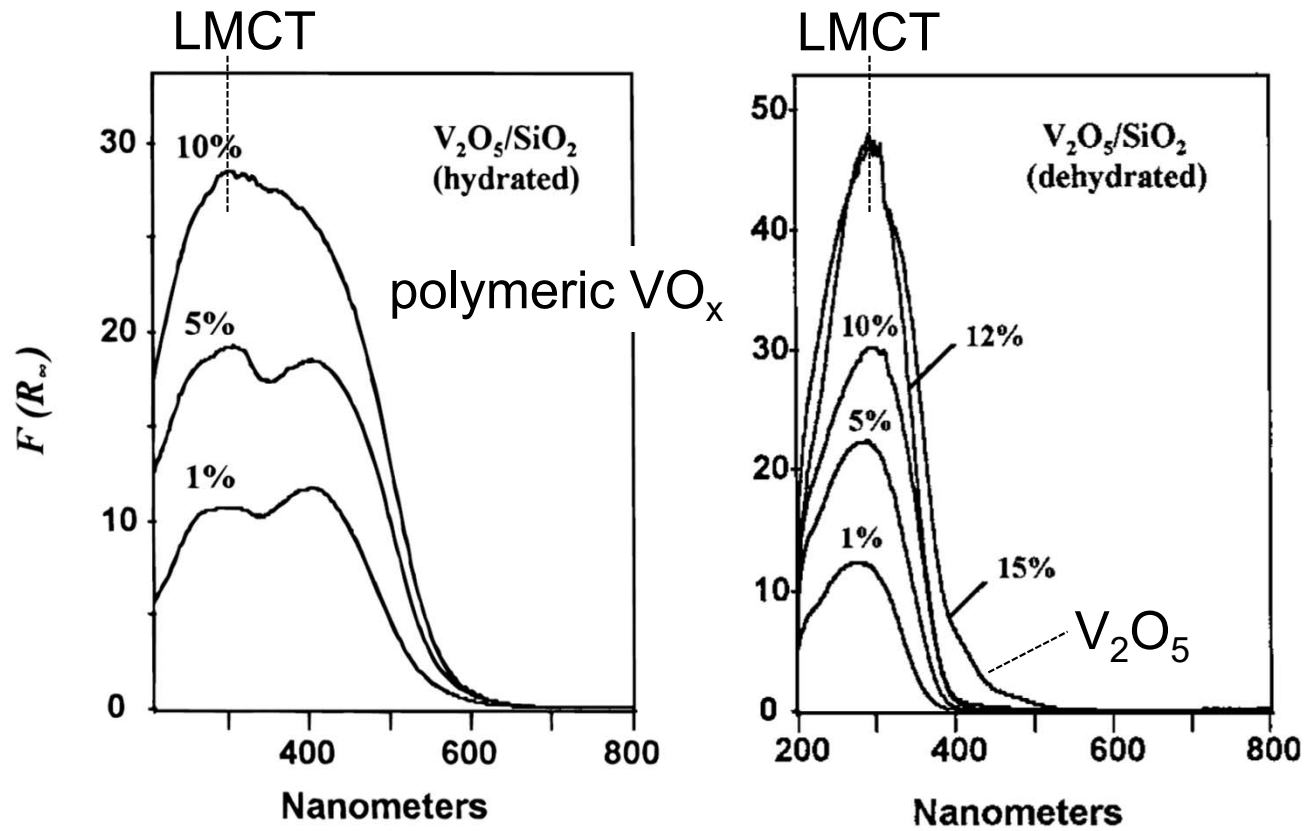 LMCT
30
20
10
0
F (R∞)
10%
5%
1%
V₂O₅/SiO₂
(hydrated)
polymeric VOₓ
400
600
800
Nanometers
LMCT
50
40
30
20
10
0
V₂O₅/SiO₂
(dehydrated)
10%
12%
5%
1%
15%
V₂O₅
200
400
600
800
Nanometers